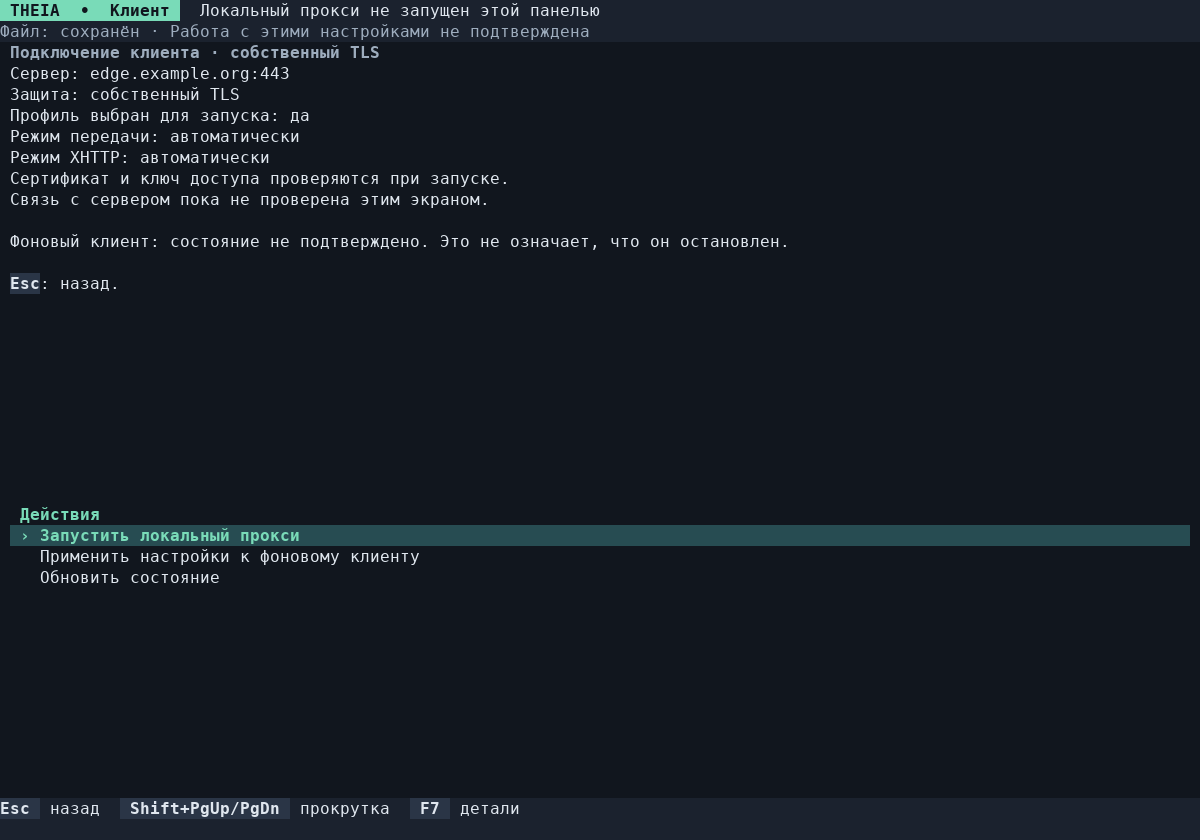 THEIA • Клиент Локальный прокси не запущен этой панелью
Файл: сохранён · Работа с этими настройками не подтверждена
Подключение клиента · собственный TLS
Сервер: edge.example.org:443
Защита: собственный TLS
Профиль выбран для запуска: да
Режим передачи: автоматически
Режим XHTTP: автоматически
Сертификат и ключ доступа проверяются при запуске.
Связь с сервером пока не проверена этим экраном.
Фоновый клиент: состояние не подтверждено. Это не означает, что он остановлен.
Esc: назад.
Действия
› Запустить локальный прокси
Применить настройки к фоновому клиенту
Обновить состояние
Esc назад Shift+PgUp/PgDn прокрутка F7 детали